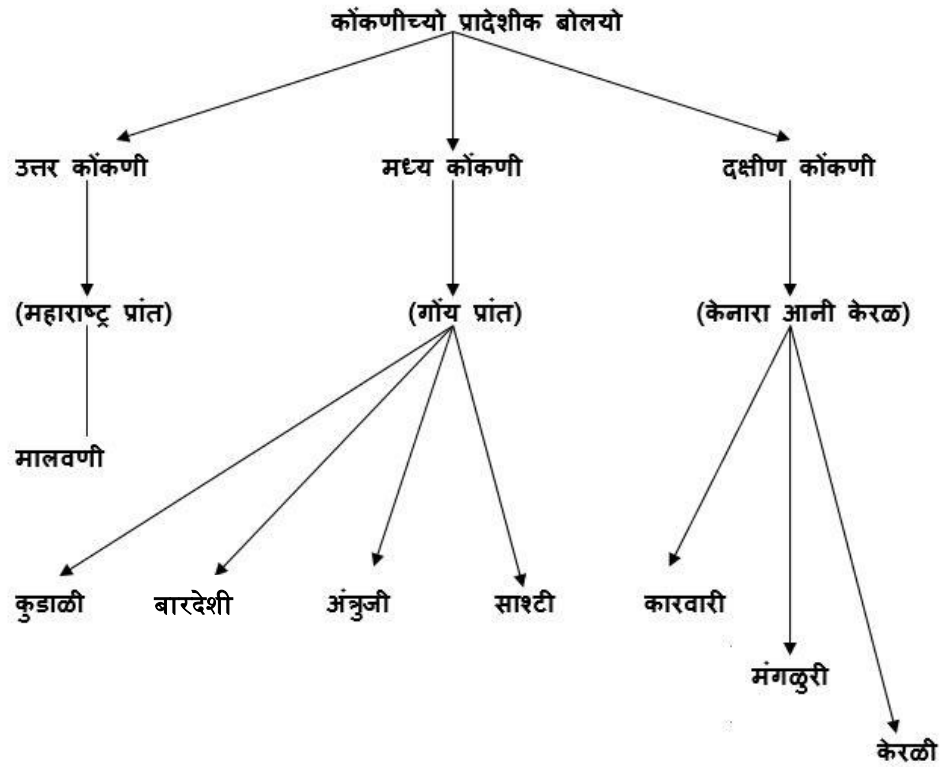 कोंकणीच्यो प्रादेशीक बोलयो
उत्तर कोंकणी
मध्य कोंकणी
दक्षीण कोंकणी
(महाराष्ट्र प्रांत)
(गोंय प्रांत)
(केनारा आनी केरळ)
मालवणी
कुडाळी
बारदेशी
अंत्रुजी
साश्टी
कारवारी
मंगळुरी
केरळी